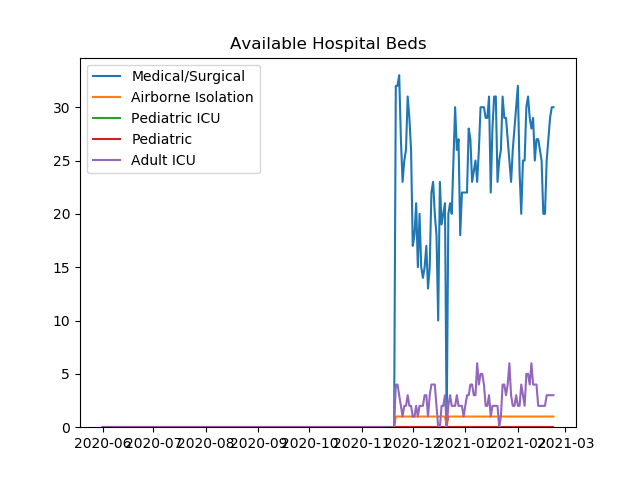 Available Hospital Beds
Medical/Surgical
Airborne Isolation
Pediatric ICU
Pediatric
Adult ICU
30
25
20
15
10
5
0
2020-06 2020-07 2020-08 2020-09 2020-10 2020-11 2020-12 2021-01 2021-02 2021-03